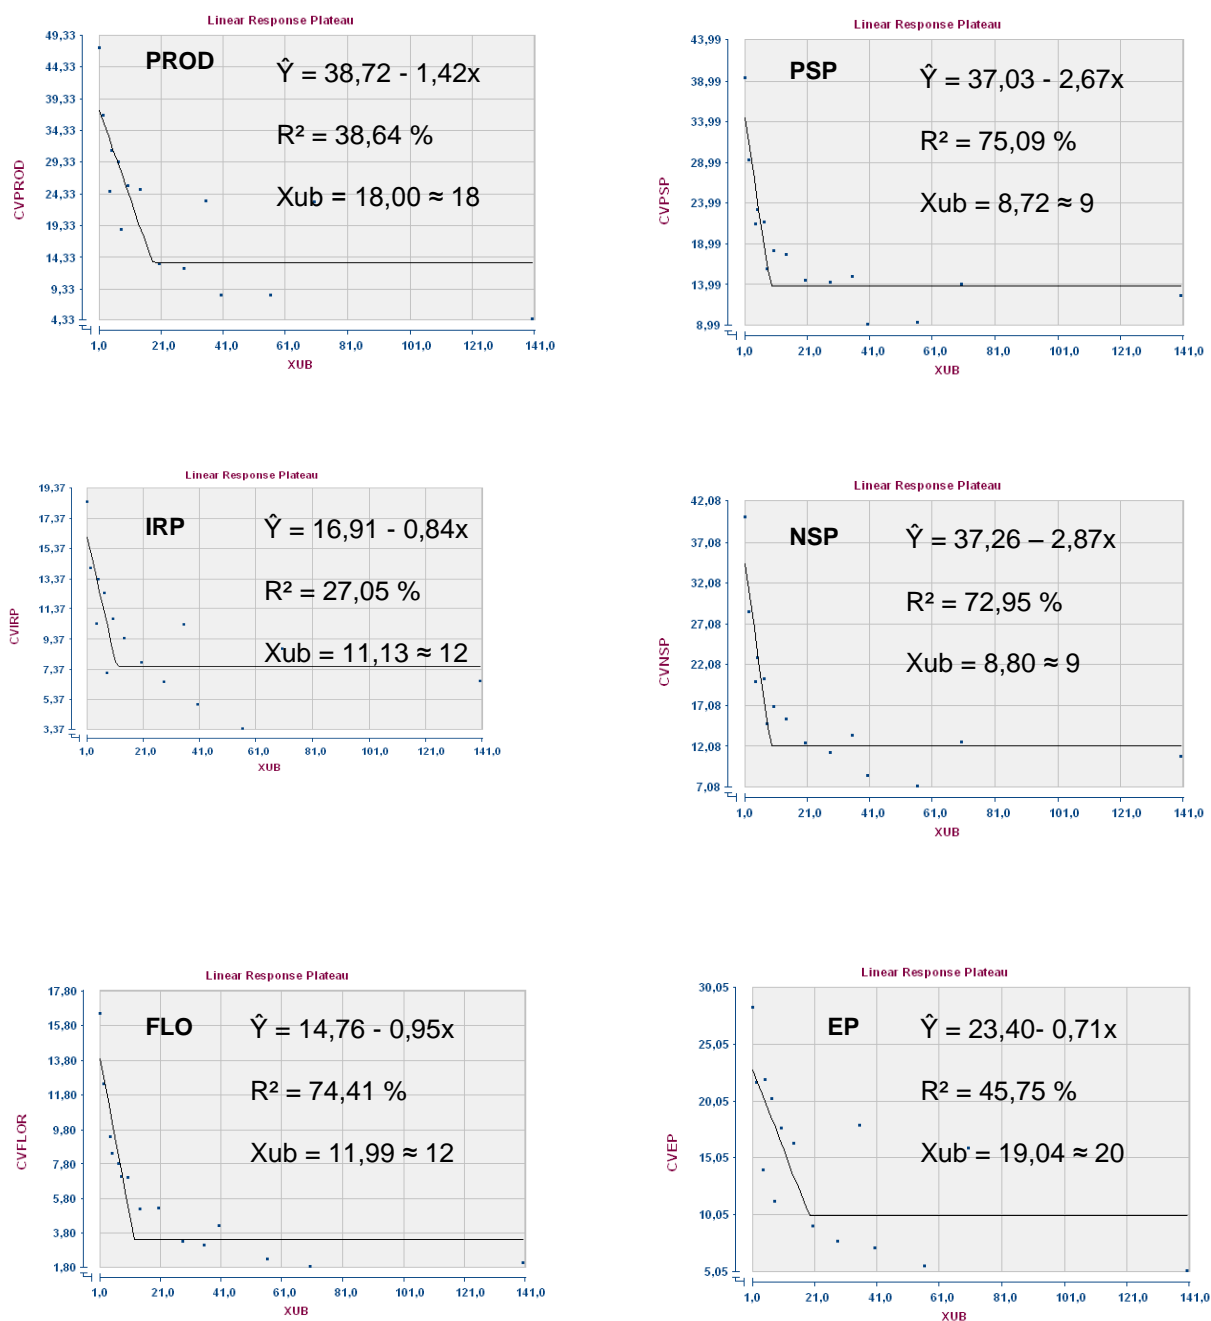 Linear Response Plateau
PROD
Ŷ = 38,72 - 1,42x
R² = 38,64 %
Xub = 18,00 ≈ 18
49,33
44,33
39,33
34,33
29,33
24,33
19,33
14,33
9,33
4,33
CVPROD
1,0 21,0 41,0 61,0 81,0 101,0 121,0 141,0
XUB
Linear Response Plateau
PSP
Ŷ = 37,03 - 2,67x
R² = 75,09 %
Xub = 8,72 ≈ 9
43,99
38,99
33,99
28,99
23,99
18,99
13,99
8,99
CVPSP
1,0 21,0 41,0 61,0 81,0 101,0 121,0 141,0
XUB
Linear Response Plateau
IRP
Ŷ = 16,91 - 0,84x
R² = 27,05 %
Xub = 11,13 ≈ 12
19,37
17,37
15,37
13,37
11,37
9,37
7,37
5,37
3,37
CVIRP
1,0 21,0 41,0 61,0 81,0 101,0 121,0 141,0
XUB
Linear Response Plateau
NSP
Ŷ = 37,26 – 2,87x
R² = 72,95 %
Xub = 8,80 ≈ 9
42,08
37,08
32,08
27,08
22,08
17,08
12,08
7,08
CVNSP
1,0 21,0 41,0 61,0 81,0 101,0 121,0 141,0
XUB
Linear Response Plateau
FLO
Ŷ = 14,76 - 0,95x
R² = 74,41 %
Xub = 11,99 ≈ 12
17,80
15,80
13,80
11,80
9,80
7,80
5,80
3,80
1,80
CVFLOR
1,0 21,0 41,0 61,0 81,0 101,0 121,0 141,0
XUB
Linear Response Plateau
EP
Ŷ = 23,40- 0,71x
R² = 45,75 %
Xub = 19,04 ≈ 20
30,05
25,05
20,05
15,05
10,05
5,05
CVEP
1,0 21,0 41,0 61,0 81,0 101,0 121,0 141,0
XUB